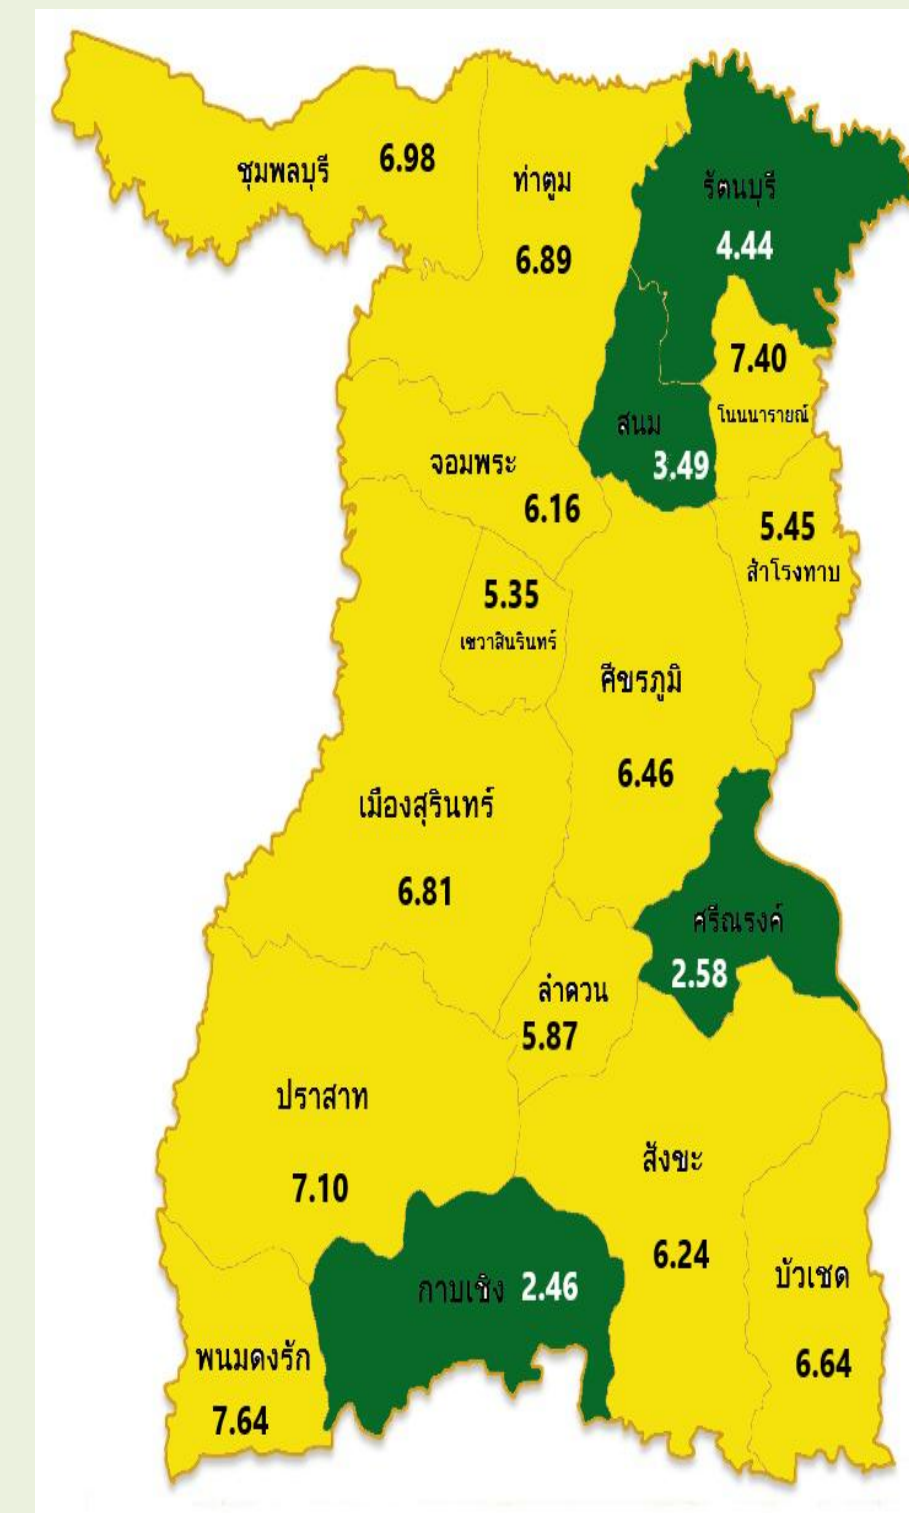 ชุมพลบุรี 6.98
ท่าตูม
6.89
รัตนบุรี
4.44
7.40
โนนนารายณ์
สนม
3.49
จอมพระ
6.16
5.45
สำโรงทาบ
5.35
เขวาสินรินทร์
ศีขรภูมิ
6.46
เมืองสุรินทร์
6.81
ศรีณรงค์
2.58
ลำดวน
5.87
ปราสาท
7.10
สังขะ
6.24
บัวเชด
6.64
กาบเชิง 2.46
พนมดงรัก
7.64